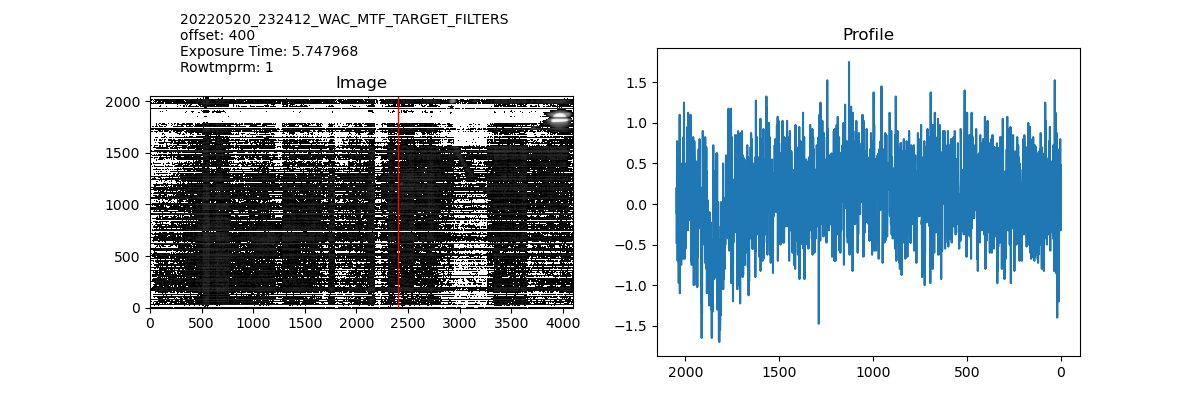 20220520_232412_WAC_MTF_TARGET_FILTERS
offset: 400
Exposure Time: 5.747968
Rowtmprm: 1
Image
2000
1500
1000
500
0
0 500 1000 1500 2000 2500 3000 3500 4000
Profile
1.5
1.0
0.5
0.0
−0.5
−1.0
−1.5
2000 1500 1000 500 0